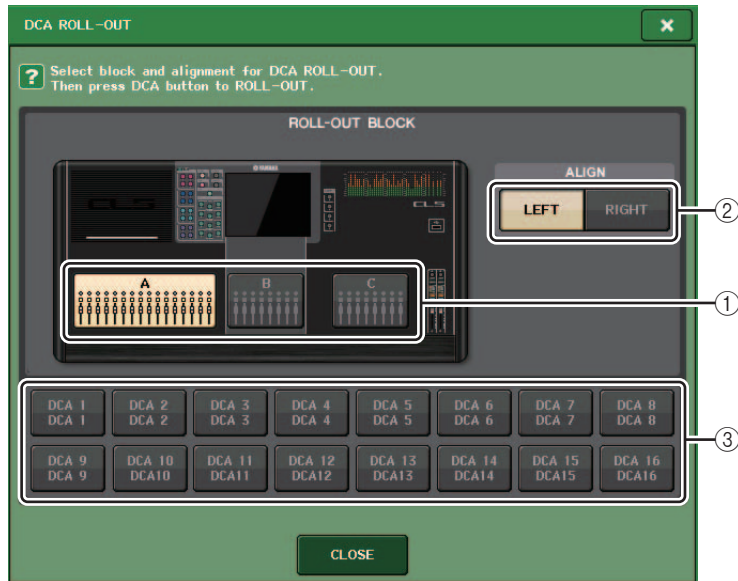 DCA ROLL-OUT
?
Select block and alignment for DCA ROLL-OUT.
Then press DCA button to ROLL-OUT.
ROLL-OUT BLOCK
YAMAHA
CL5
CL5
ALIGN
LEFT RIGHT
②
A B C
①
DCA 1 DCA 2 DCA 3 DCA 4 DCA 5 DCA 6 DCA 7 DCA 8
DCA 1 DCA 2 DCA 3 DCA 4 DCA 5 DCA 6 DCA 7 DCA 8
③
DCA 9 DCA 10 DCA 11 DCA 12 DCA 13 DCA 14 DCA 15 DCA 16
DCA 9 DCA10 DCA11 DCA12 DCA13 DCA14 DCA15 DCA16
CLOSE